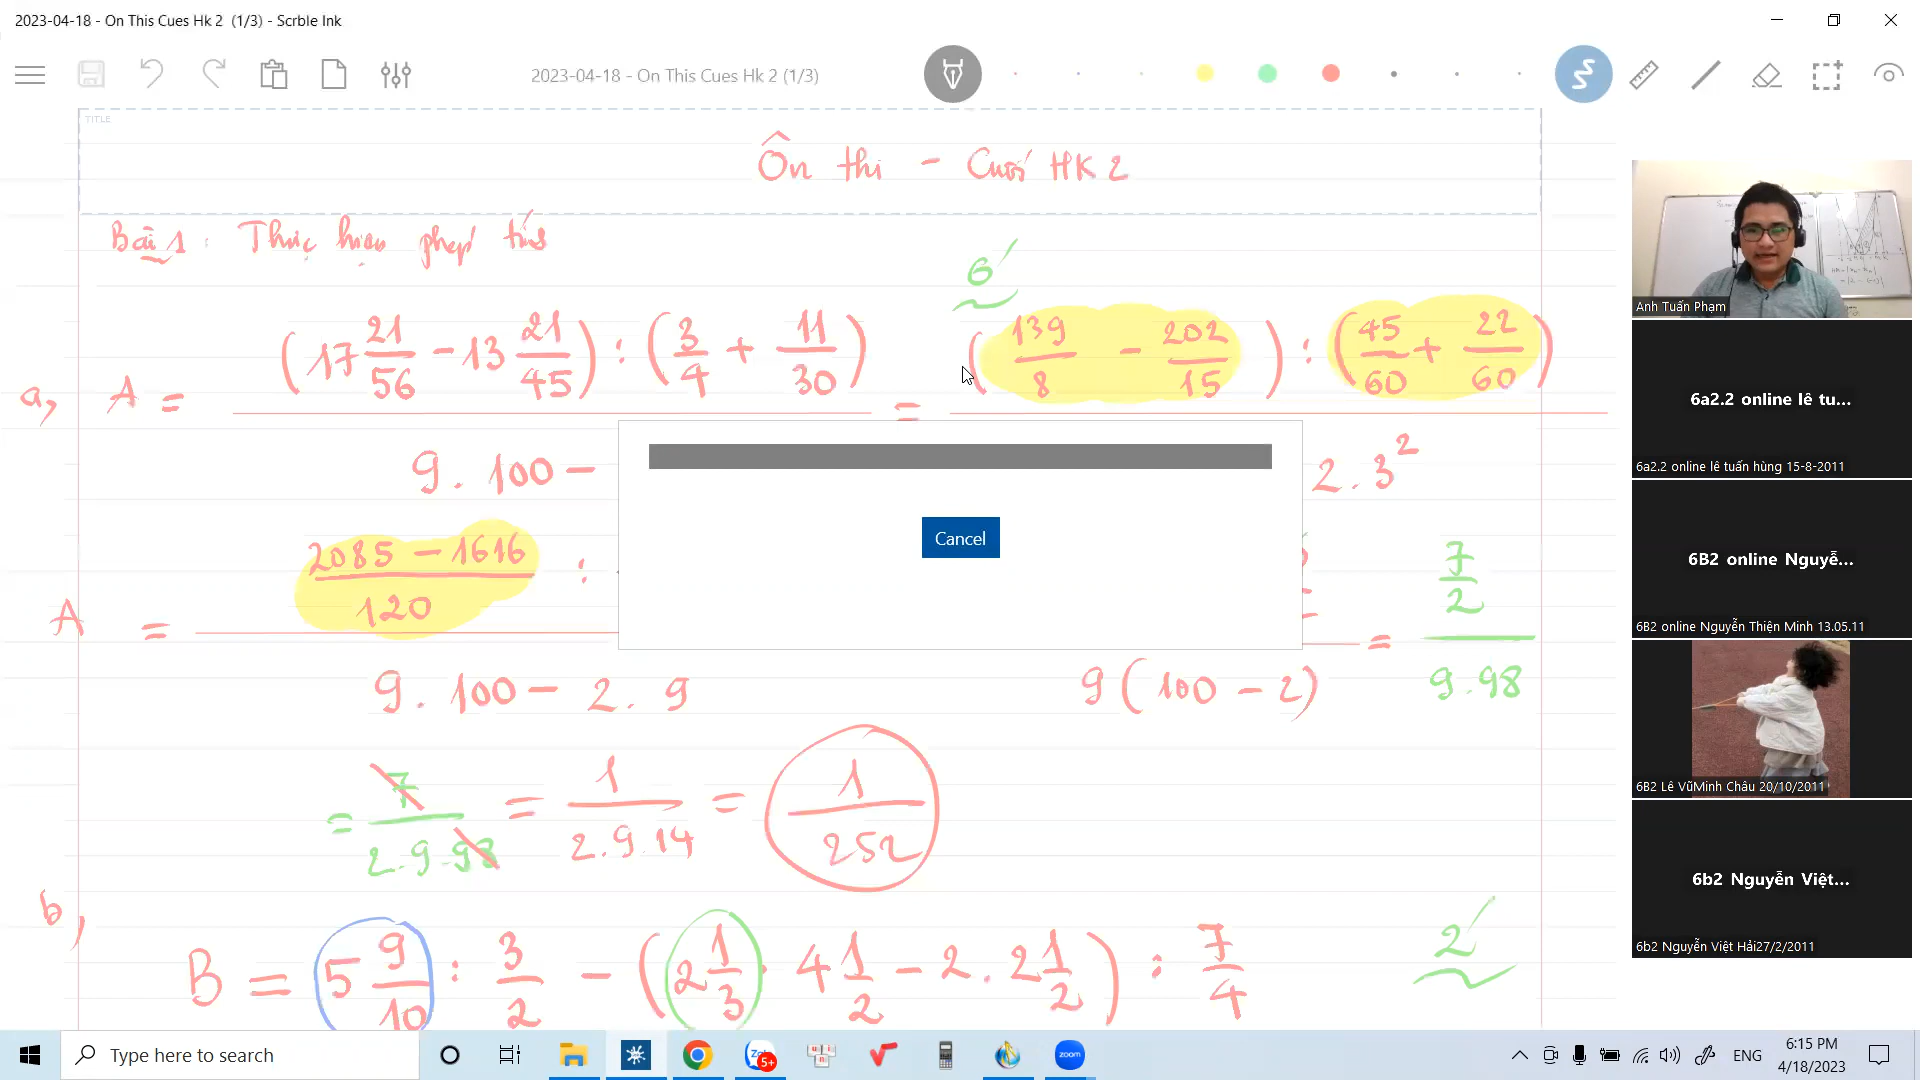 2023-04-18 - On This Cues Hk 2 (1/3) - Scrble Ink
2023-04-18 - On This Cues Hk 2 (1/3)
TITLE
Ôn thi - Cuối HK 2
Bài 1 : Thực hiện phép tính
6
a, A = (17 21/56 - 13 21/45) : (3/4 + 11/30) = (139/8 - 202/15) : (45/60 + 22/60)
9 . 100 - 2 . 3²
Cancel
A = 2085 - 1616 / 120 : = 7/2
9 . 100 - 2 . 9 9 (100 - 2) 9 . 98
= 7 / 2 . 9 . 98 = 1 / 2 . 9 . 14 = 1 / 252
b, B = 5 9/10 : 3/2 - (2 1/3 . 4 1/2 - 2 . 2 1/2) : 7/4
2
Anh Tuấn Phạm
6a2.2 online lê tu...
6a2.2 online lê tuấn hùng 15-8-2011
6B2 online Nguyễ...
6B2 online Nguyễn Thiện Minh 13.05.11
6B2 Lê VũMinh Châu 20/10/2011
6b2 Nguyễn Việt...
6b2 Nguyễn Việt Hải27/2/2011
Type here to search
5+
zoom
ENG
6:15 PM
4/18/2023